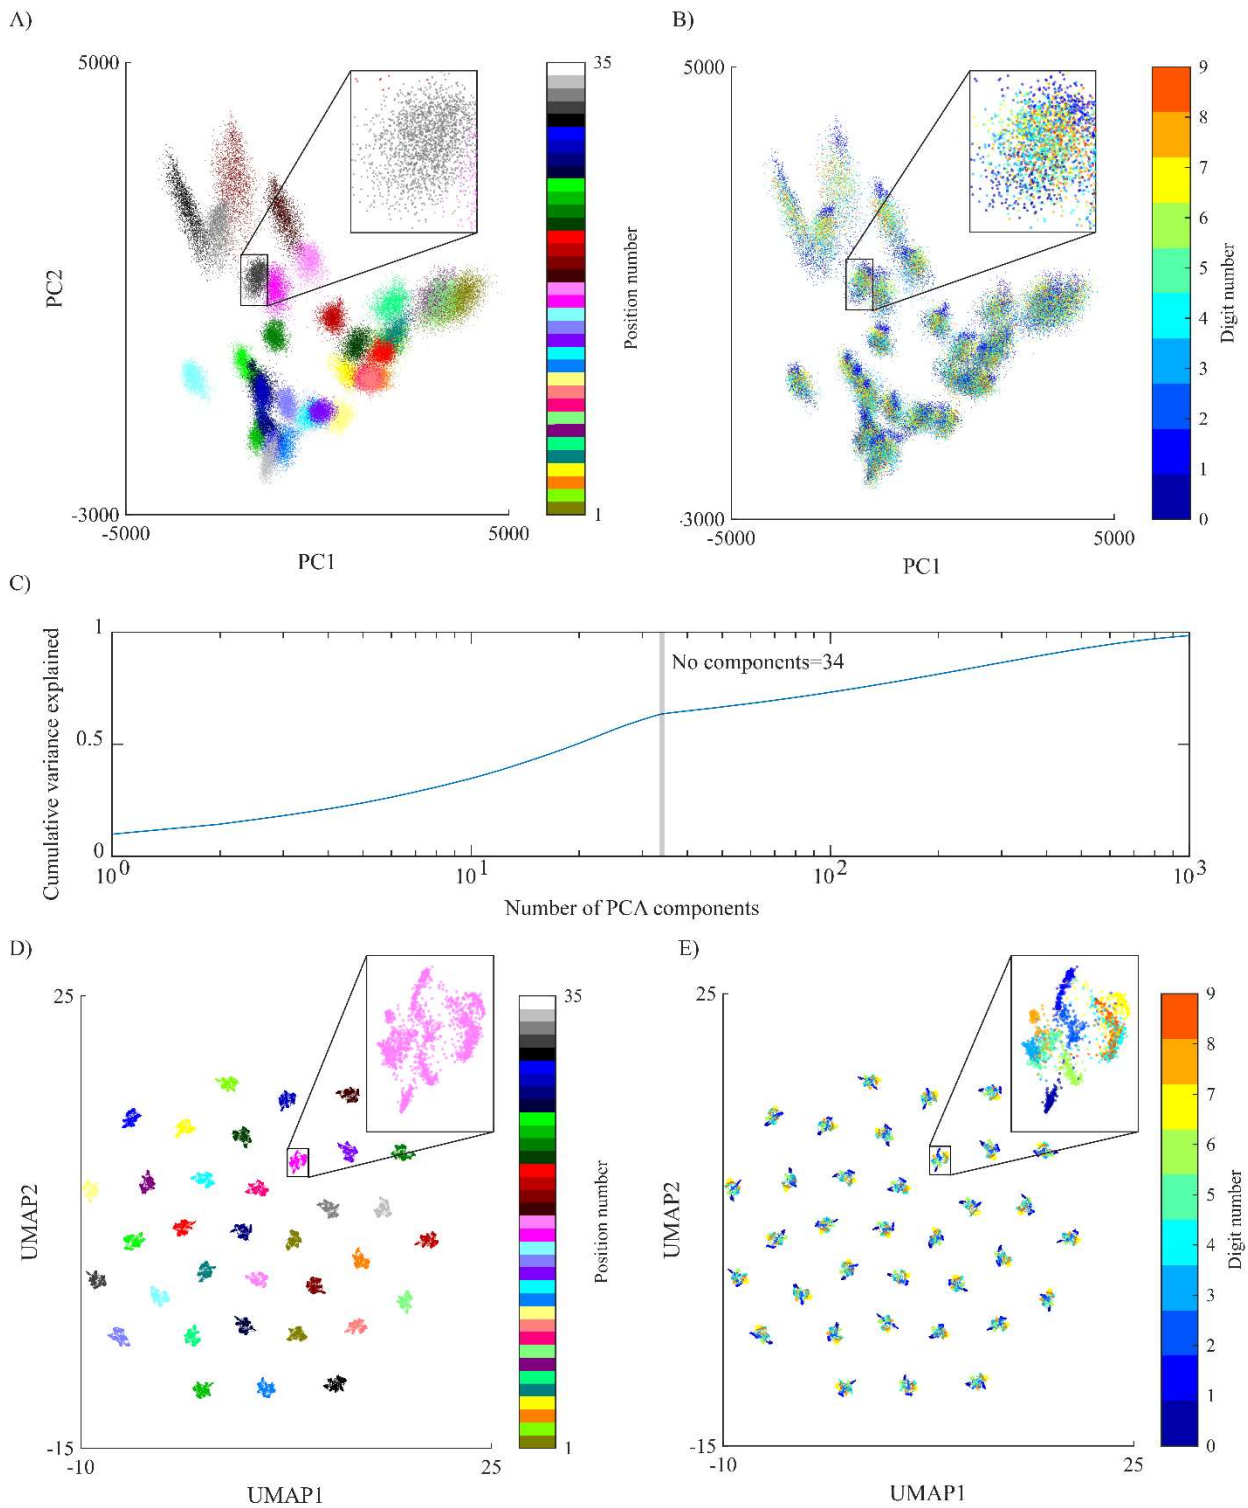 A)
B)
5000
35
PC2
Position number
1
-3000
-5000
5000
PC1
5000
9
8
7
6
5
4
3
2
1
0
Digit number
-3000
-5000
5000
PC1
C)
Cumulative variance explained
1
0.5
0
No components=34
10^0
10^1
10^2
10^3
Number of PCA components
D)
E)
25
35
UMAP2
Position number
1
-15
-10
25
UMAP1
25
9
8
7
6
5
4
3
2
1
0
UMAP2
Digit number
-15
-10
25
UMAP1